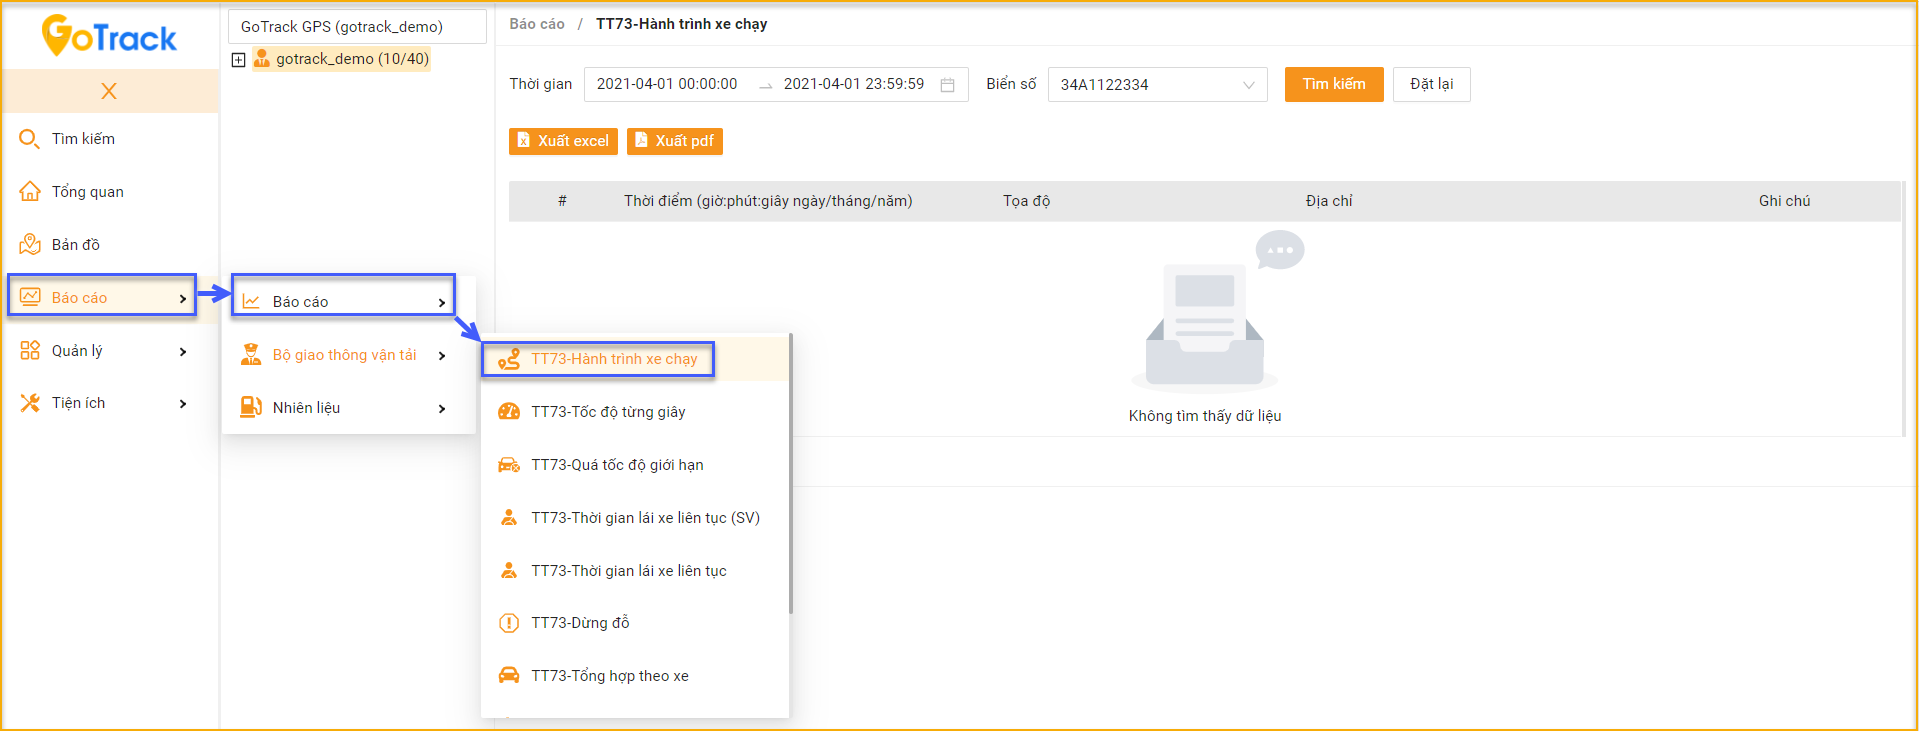 GoTrack
X
Tìm kiếm
Tổng quan
Bản đồ
Báo cáo
Quản lý
Tiện ích
GoTrack GPS (gotrack_demo)
gotrack_demo (10/40)
Báo cáo
Bộ giao thông vận tải
Nhiên liệu
TT73-Hành trình xe chạy
TT73-Tốc độ từng giây
TT73-Quá tốc độ giới hạn
TT73-Thời gian lái xe liên tục (SV)
TT73-Thời gian lái xe liên tục
TT73-Dừng đỗ
TT73-Tổng hợp theo xe
Báo cáo / TT73-Hành trình xe chạy
Thời gian 2021-04-01 00:00:00 → 2021-04-01 23:59:59 Biển số 34A1122334 Tìm kiếm Đặt lại
Xuất excel Xuất pdf
# Thời điểm (giờ:phút:giây ngày/tháng/năm) Tọa độ Địa chỉ Ghi chú
Không tìm thấy dữ liệu